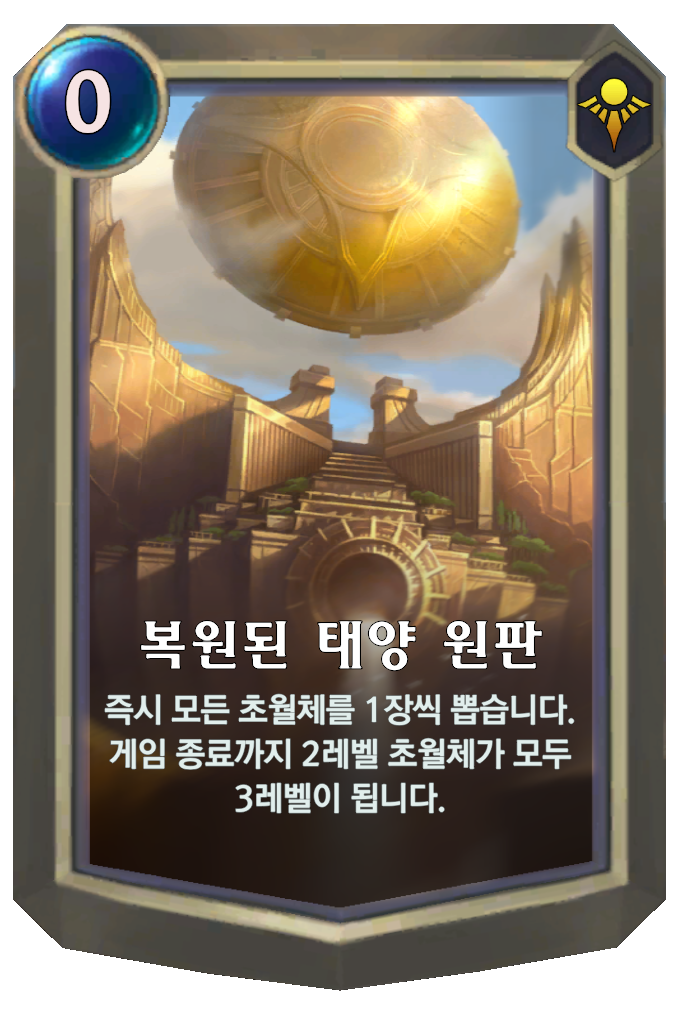 0
복원된 태양 원판
즉시 모든 초월체를 1장씩 뽑습니다.
게임 종료까지 2레벨 초월체가 모두
3레벨이 됩니다.